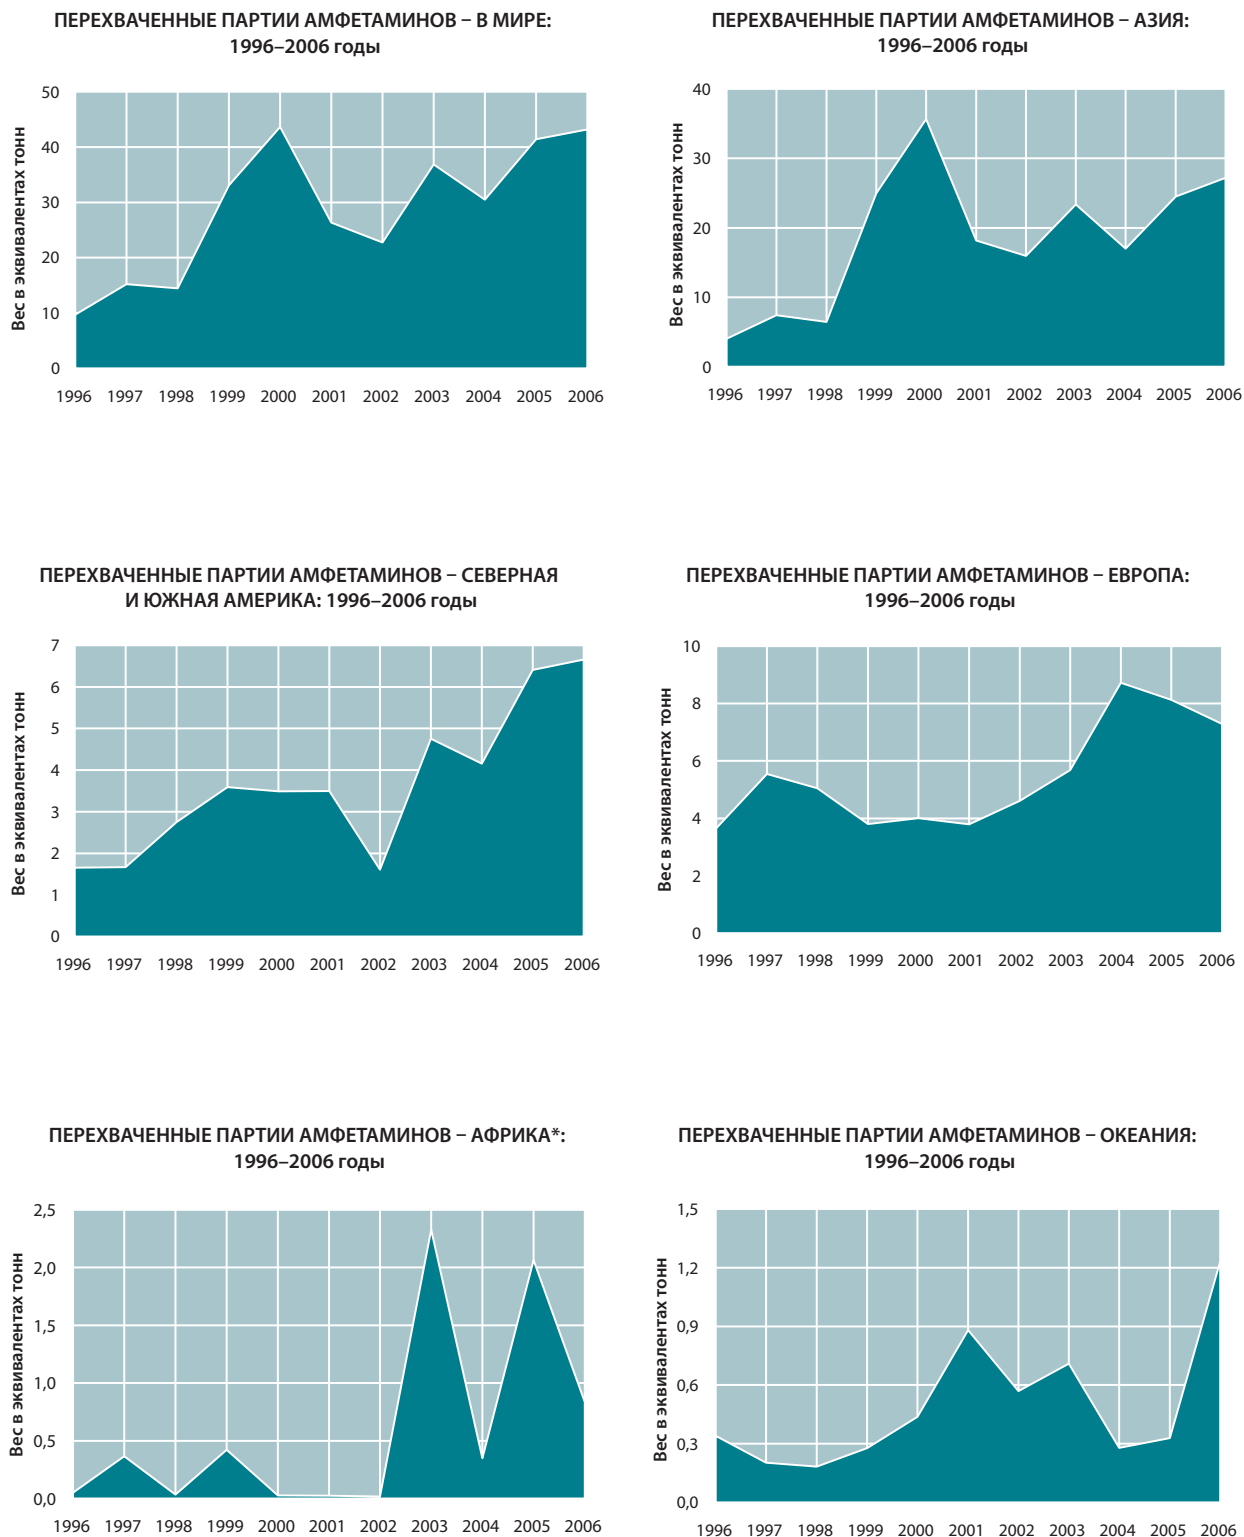 ПЕРЕХВАЧЕННЫЕ ПАРТИИ АМФЕТАМИНОВ – В МИРЕ:
1996–2006 годы
Вес в эквивалентах тонн
50
40
30
20
10
0
1996 1997 1998 1999 2000 2001 2002 2003 2004 2005 2006
ПЕРЕХВАЧЕННЫЕ ПАРТИИ АМФЕТАМИНОВ – АЗИЯ:
1996–2006 годы
Вес в эквивалентах тонн
40
30
20
10
0
1996 1997 1998 1999 2000 2001 2002 2003 2004 2005 2006
ПЕРЕХВАЧЕННЫЕ ПАРТИИ АМФЕТАМИНОВ – СЕВЕРНАЯ
И ЮЖНАЯ АМЕРИКА: 1996–2006 годы
Вес в эквивалентах тонн
7
6
5
4
3
2
1
0
1996 1997 1998 1999 2000 2001 2002 2003 2004 2005 2006
ПЕРЕХВАЧЕННЫЕ ПАРТИИ АМФЕТАМИНОВ – ЕВРОПА:
1996–2006 годы
Вес в эквивалентах тонн
10
8
6
4
2
0
1996 1997 1998 1999 2000 2001 2002 2003 2004 2005 2006
ПЕРЕХВАЧЕННЫЕ ПАРТИИ АМФЕТАМИНОВ – АФРИКА*:
1996–2006 годы
Вес в эквивалентах тонн
2,5
2,0
1,5
1,0
0,5
0,0
1996 1997 1998 1999 2000 2001 2002 2003 2004 2005 2006
ПЕРЕХВАЧЕННЫЕ ПАРТИИ АМФЕТАМИНОВ – ОКЕАНИЯ:
1996–2006 годы
Вес в эквивалентах тонн
1,5
1,2
0,9
0,6
0,3
0,0
1996 1997 1998 1999 2000 2001 2002 2003 2004 2005 2006